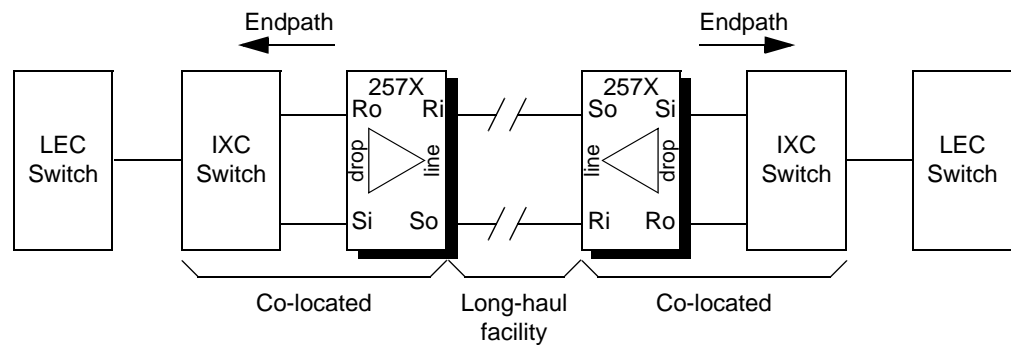 Endpath
Endpath
LEC
Switch
IXC
Switch
257X
Ro Ri
drop
line
Si So
257X
So Si
line
drop
Ri Ro
IXC
Switch
LEC
Switch
Co-located
Long-haul
facility
Co-located